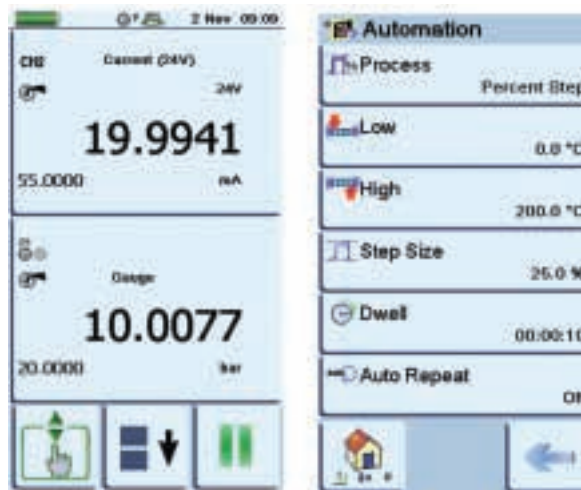 2 Nov 09:09
CH2
Current (24V)
24V
19.9941
55.0000
mA
Gauge
10.0077
20.0000
bar
Automation
Process
Percent Step
Low
0.0 °C
High
200.0 °C
Step Size
25.0 %
Dwell
00:00:10
Auto Repeat